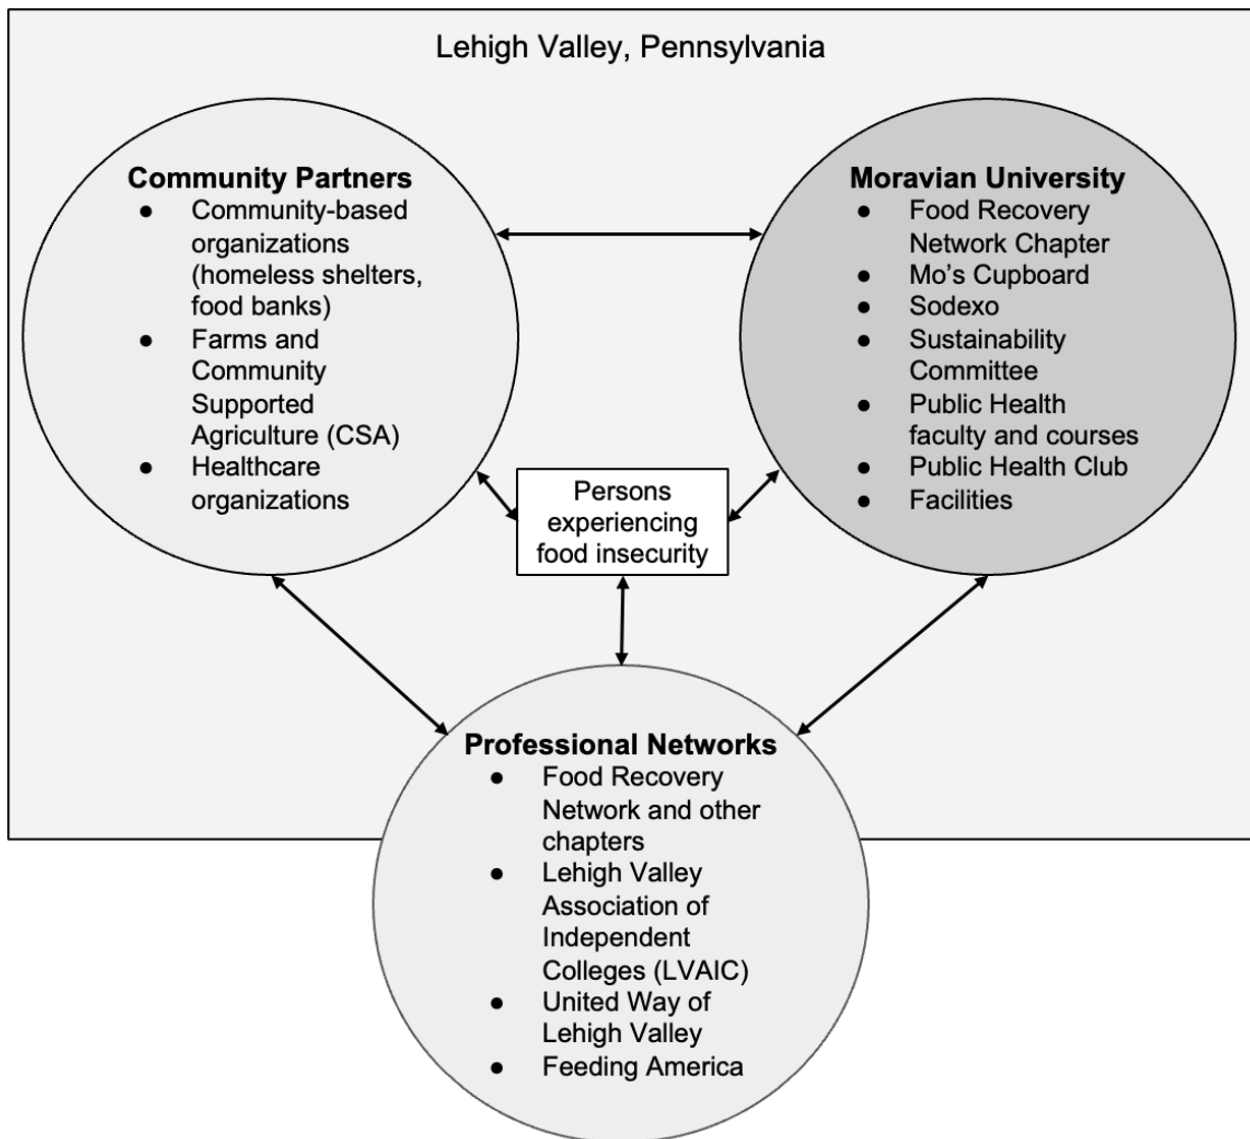 Lehigh Valley, Pennsylvania
Community Partners
● Community-based
organizations
(homeless shelters,
food banks)
● Farms and
Community
Supported
Agriculture (CSA)
● Healthcare
organizations
Moravian University
● Food Recovery
Network Chapter
● Mo's Cupboard
● Sodexo
● Sustainability
Committee
● Public Health
faculty and courses
● Public Health Club
● Facilities
Persons
experiencing
food insecurity
Professional Networks
● Food Recovery
Network and other
chapters
● Lehigh Valley
Association of
Independent
Colleges (LVAIC)
● United Way of
Lehigh Valley
● Feeding America